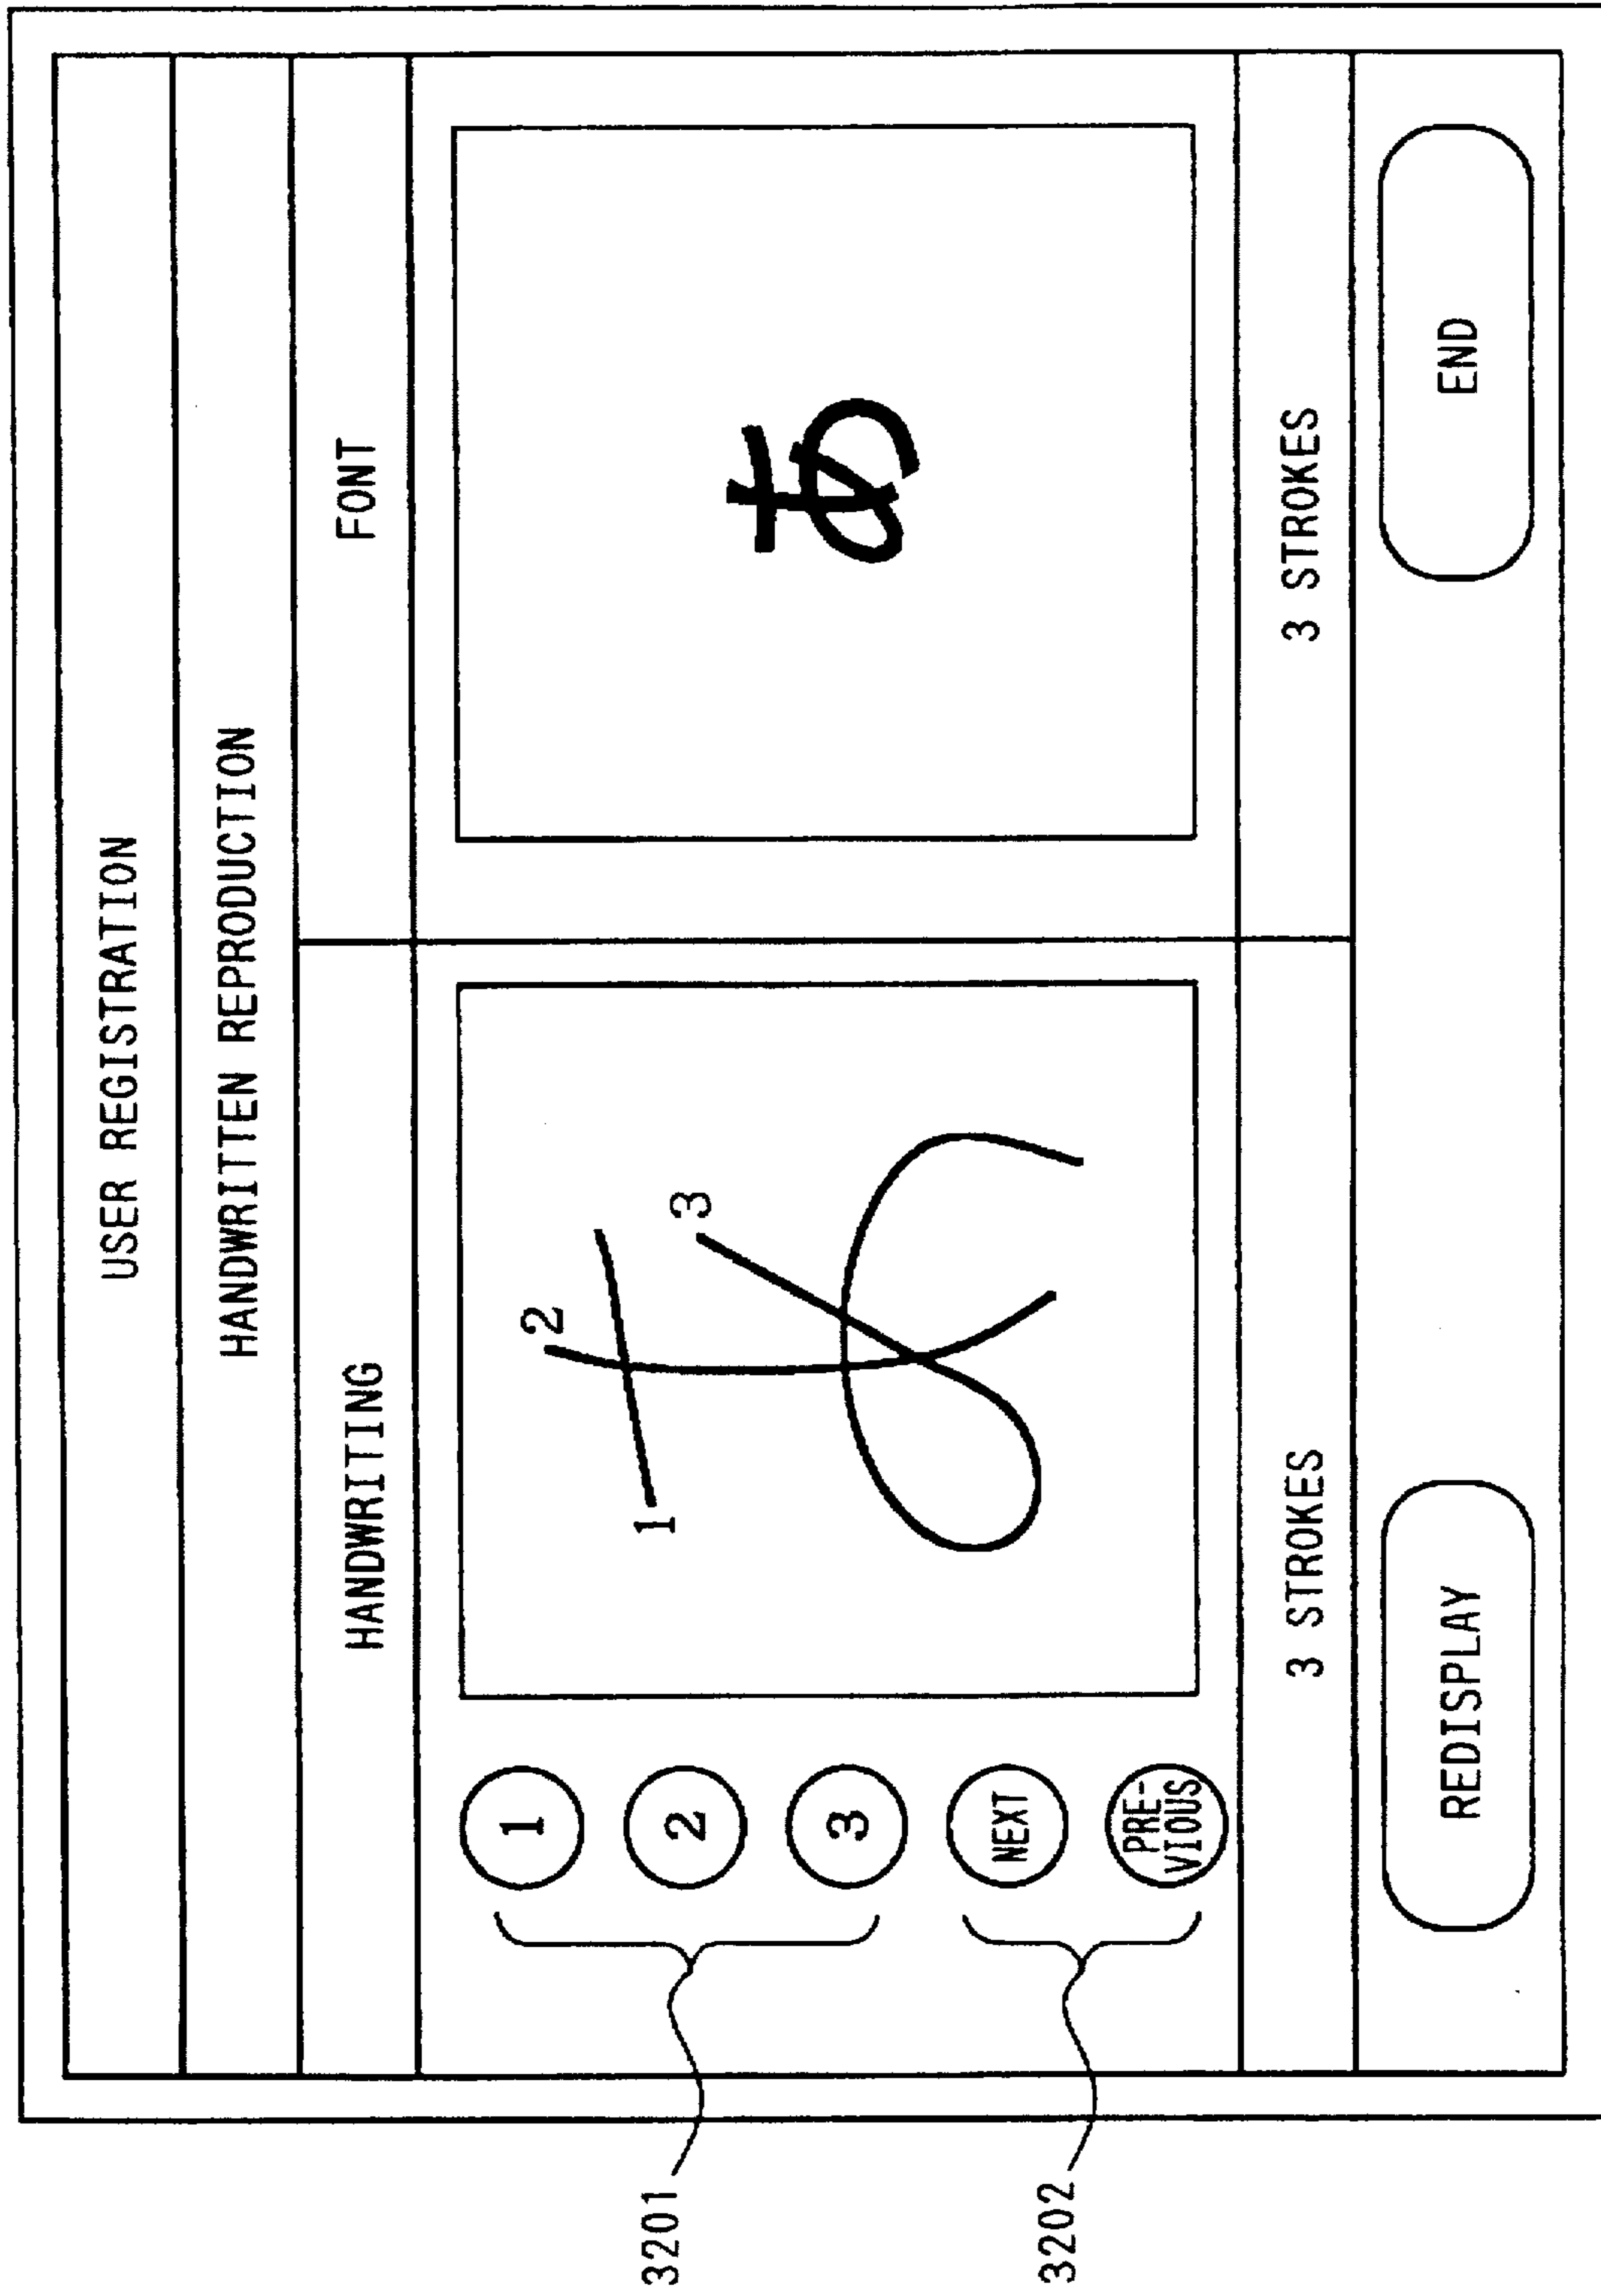 USER REGISTRATION
HANDWRITTEN REPRODUCTION
HANDWRITING FONT
1 2 3 あ
あ
1
2
3
NEXT
PRE-
VIOUS
3201
3202
3 STROKES 3 STROKES
REDISPLAY END